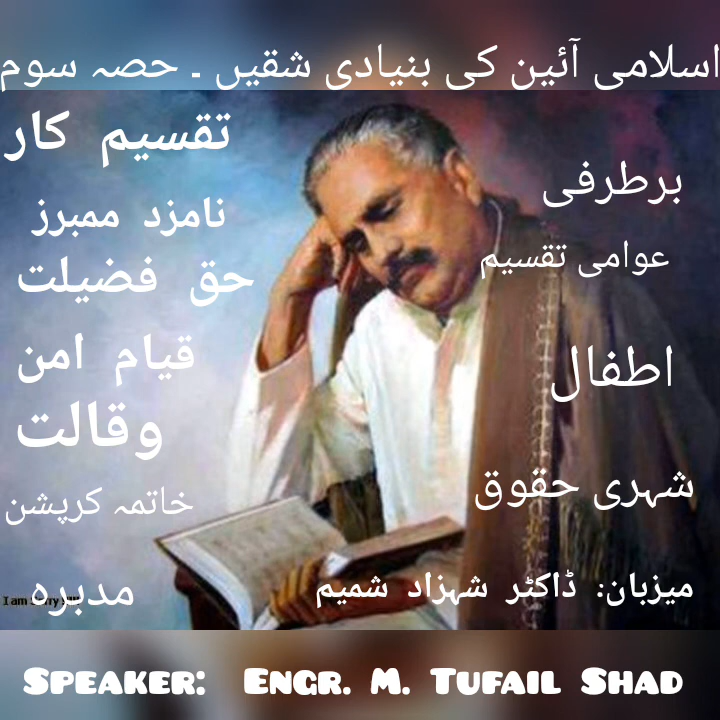 اسلامی آئین کی بنیادی شقیں ۔ حصہ سوم
تقسیم کار
برطرفی
نامزد ممبرز
عوامی تقسیم
حق فضیلت
قیام امن
اطفال
وقالت
شہری حقوق
خاتمہ کرپشن
میزبان: ڈاکٹر شہزاد شمیم
مدبرہ
I am
SPEAKER: ENGR. M. TUFAIL SHAD